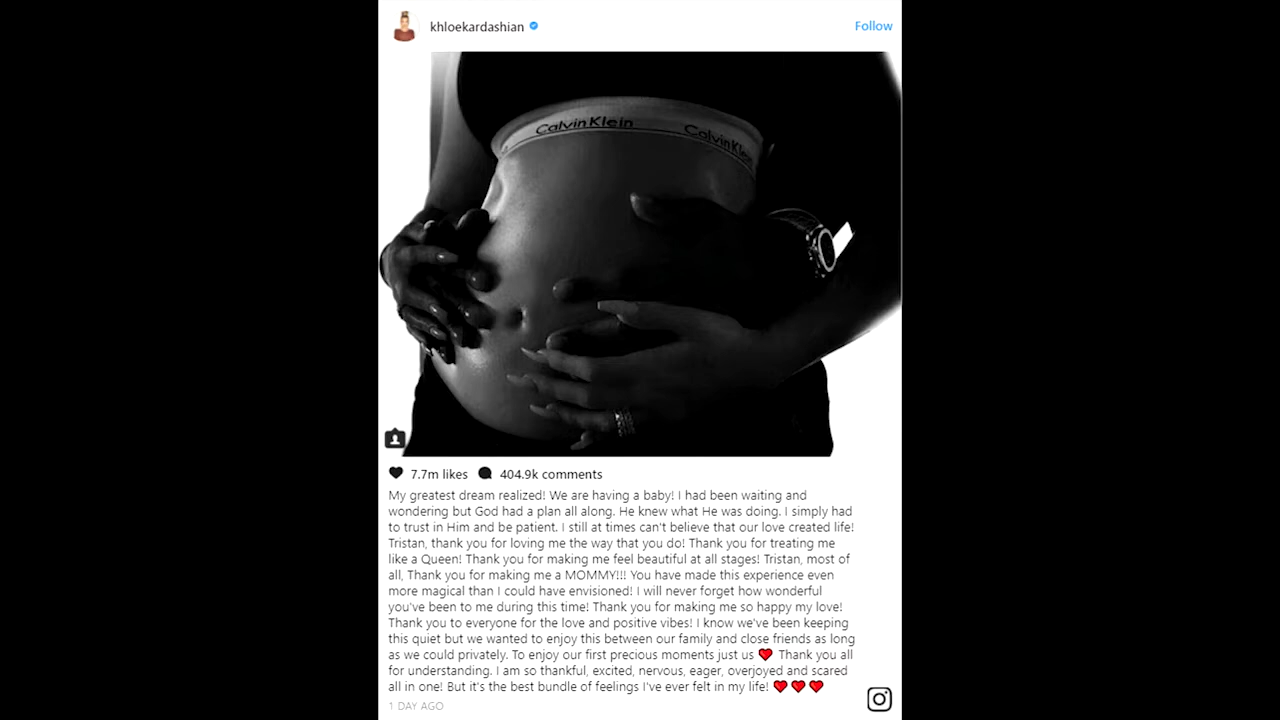 khloekardashian
Follow
CalvinKlein CalvinKlein
7.7m likes 404.9k comments
My greatest dream realized! We are having a baby! I had been waiting and
wondering but God had a plan all along. He knew what He was doing. I simply had
to trust in Him and be patient. I still at times can't believe that our love created life!
Tristan, thank you for loving me the way that you do! Thank you for treating me
like a Queen! Thank you for making me feel beautiful at all stages! Tristan, most of
all, Thank you for making me a MOMMY!!! You have made this experience even
more magical than I could have envisioned! I will never forget how wonderful
you've been to me during this time! Thank you for making me so happy my love!
Thank you to everyone for the love and positive vibes! I know we've been keeping
this quiet but we wanted to enjoy this between our family and close friends as long
as we could privately. To enjoy our first precious moments just us ❤ Thank you all
for understanding. I am so thankful, excited, nervous, eager, overjoyed and scared
all in one! But it's the best bundle of feelings I've ever felt in my life! ❤❤❤
1 DAY AGO